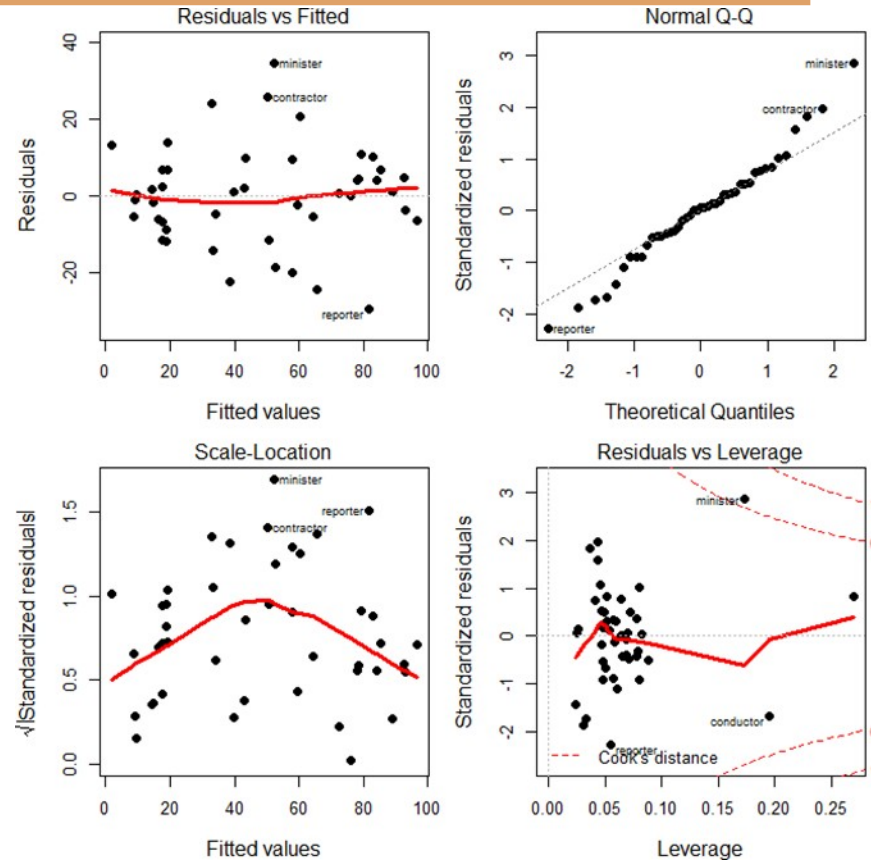 Residuals vs Fitted
40
20
0
-20
Residuals
minister
contractor
reporter
0 20 40 60 80 100
Fitted values
Normal Q-Q
3
2
1
0
-1
-2
Standardized residuals
minister
contractor
reporter
-2 -1 0 1 2
Theoretical Quantiles
Scale-Location
1.5
1.0
0.5
0.0
√|Standardized residuals|
minister
reporter
contractor
0 20 40 60 80 100
Fitted values
Residuals vs Leverage
3
2
1
0
-1
-2
Standardized residuals
minister
conductor
reporter
Cook's distance
0.00 0.05 0.10 0.15 0.20 0.25
Leverage